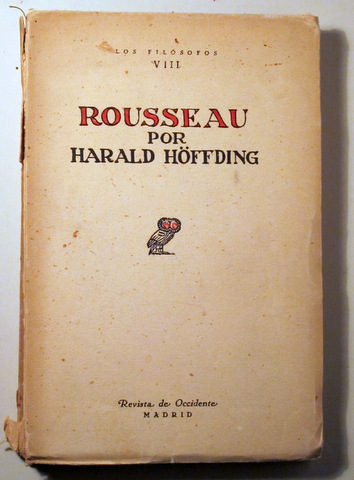 LOS FILÓSOFOS
VIII
ROUSSEAU
POR
HARALD HÖFFDING
Revista de Occidente
MADRID